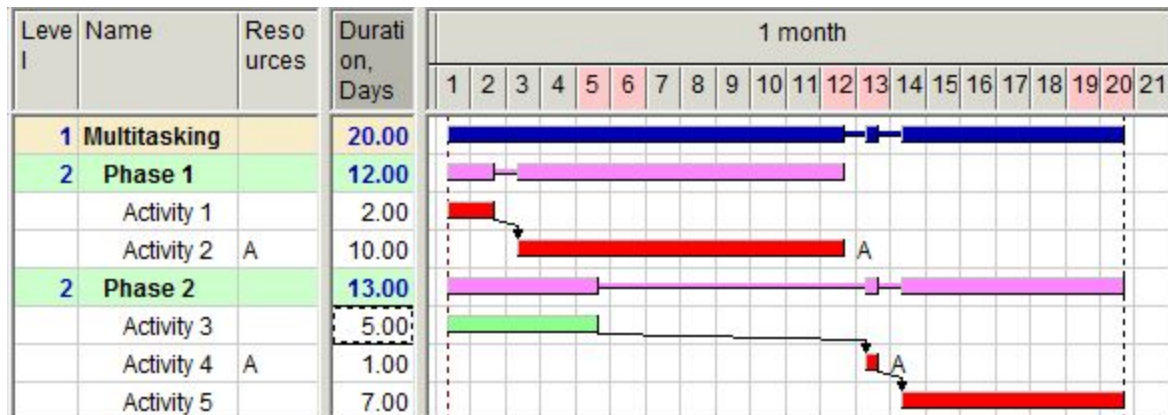 Leve Name Reso Durati 1 month
l urces on,
Days 1 2 3 4 5 6 7 8 9 10 11 12 13 14 15 16 17 18 19 20 21
1 Multitasking 20.00
2 Phase 1 12.00
Activity 1 2.00
Activity 2 A 10.00 A
2 Phase 2 13.00
Activity 3 5.00
Activity 4 A 1.00 A
Activity 5 7.00